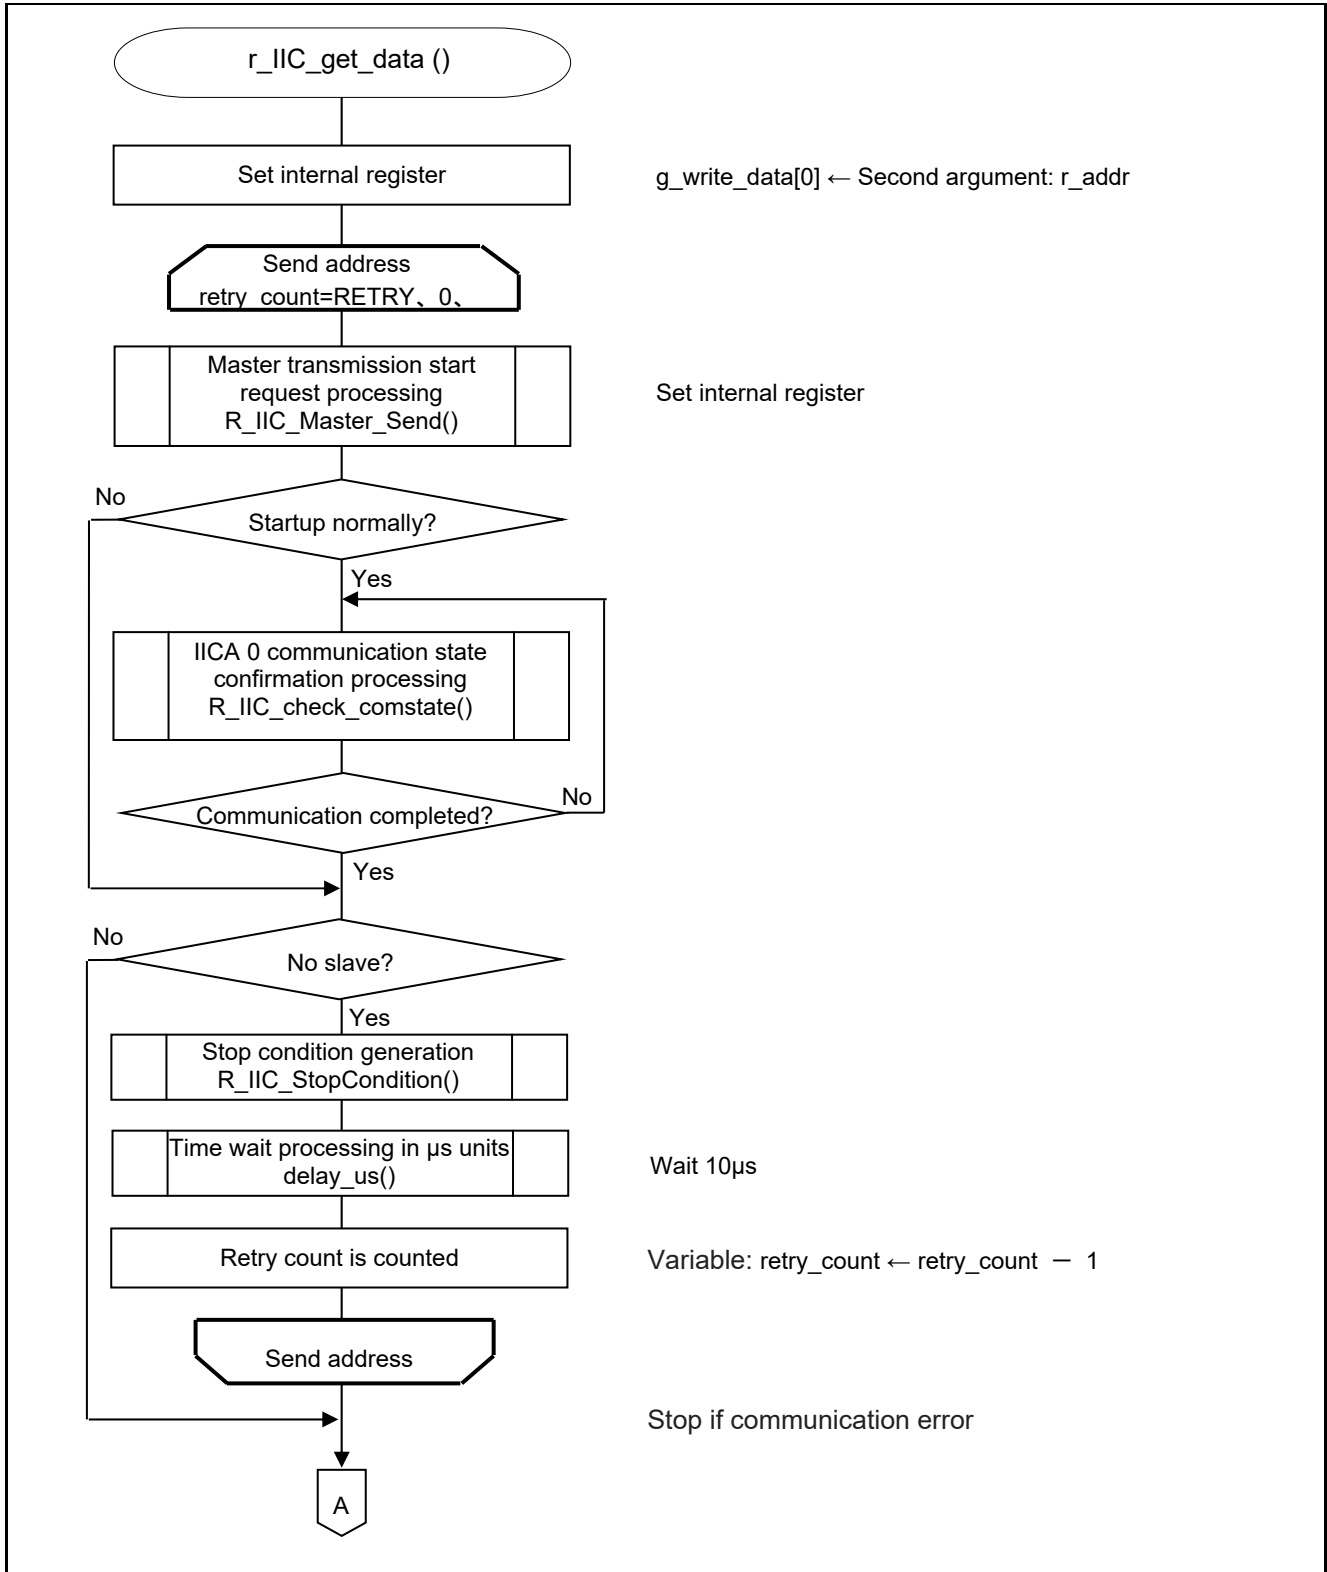 r_IIC_get_data ()
Set internal register
g_write_data[0] ← Second argument: r_addr
Send address
retry_count=RETRY、0、
Master transmission start
request processing
R_IIC_Master_Send()
Set internal register
No
Startup normally?
Yes
IICA 0 communication state
confirmation processing
R_IIC_check_comstate()
No
Communication completed?
Yes
No
No slave?
Yes
Stop condition generation
R_IIC_StopCondition()
Time wait processing in µs units
delay_us()
Wait 10µs
Retry count is counted
Variable: retry_count ← retry_count － 1
Send address
Stop if communication error
A